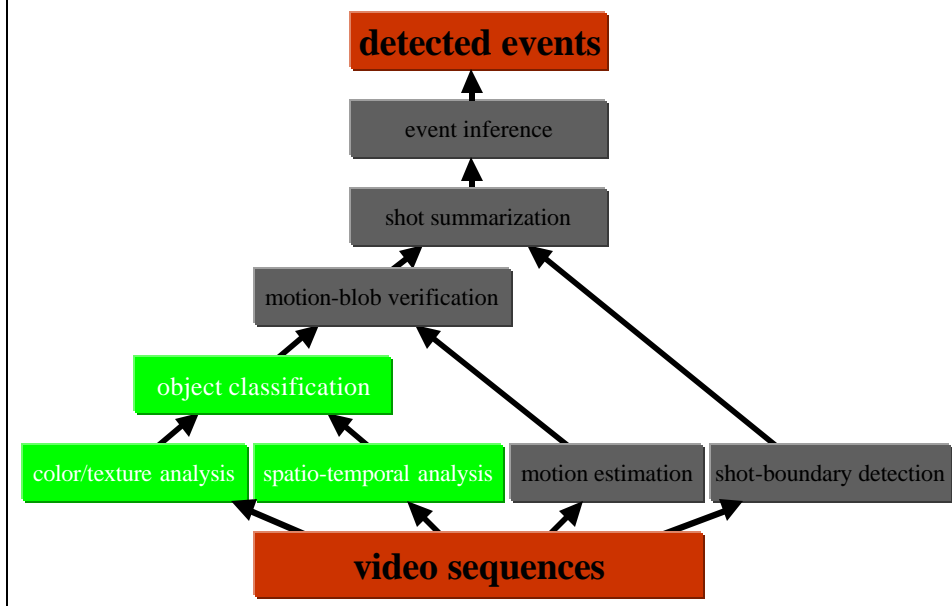 detected events
event inference
shot summarization
motion-blob verification
object classification
color/texture analysis
spatio-temporal analysis
motion estimation
shot-boundary detection
video sequences